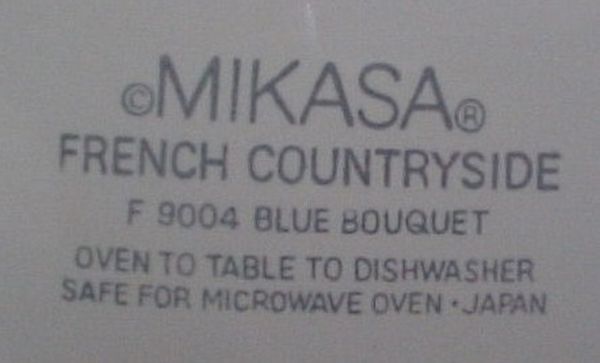 ©MIKASA®
FRENCH COUNTRYSIDE
F 9004 BLUE BOUQUET
OVEN TO TABLE TO DISHWASHER
SAFE FOR MICROWAVE OVEN · JAPAN